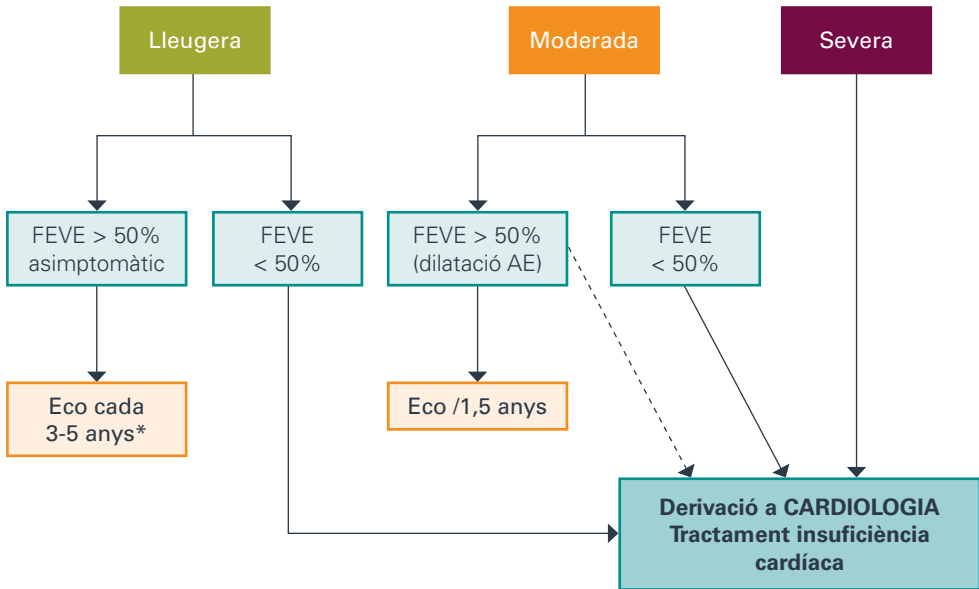 Lleugera
Moderada
Severa
FEVE > 50%
asimptomàtic
FEVE
< 50%
FEVE > 50%
(dilatació AE)
FEVE
< 50%
Eco cada
3-5 anys*
Eco /1,5 anys
Derivació a CARDIOLOGIA
Tractament insuficiència
cardíaca